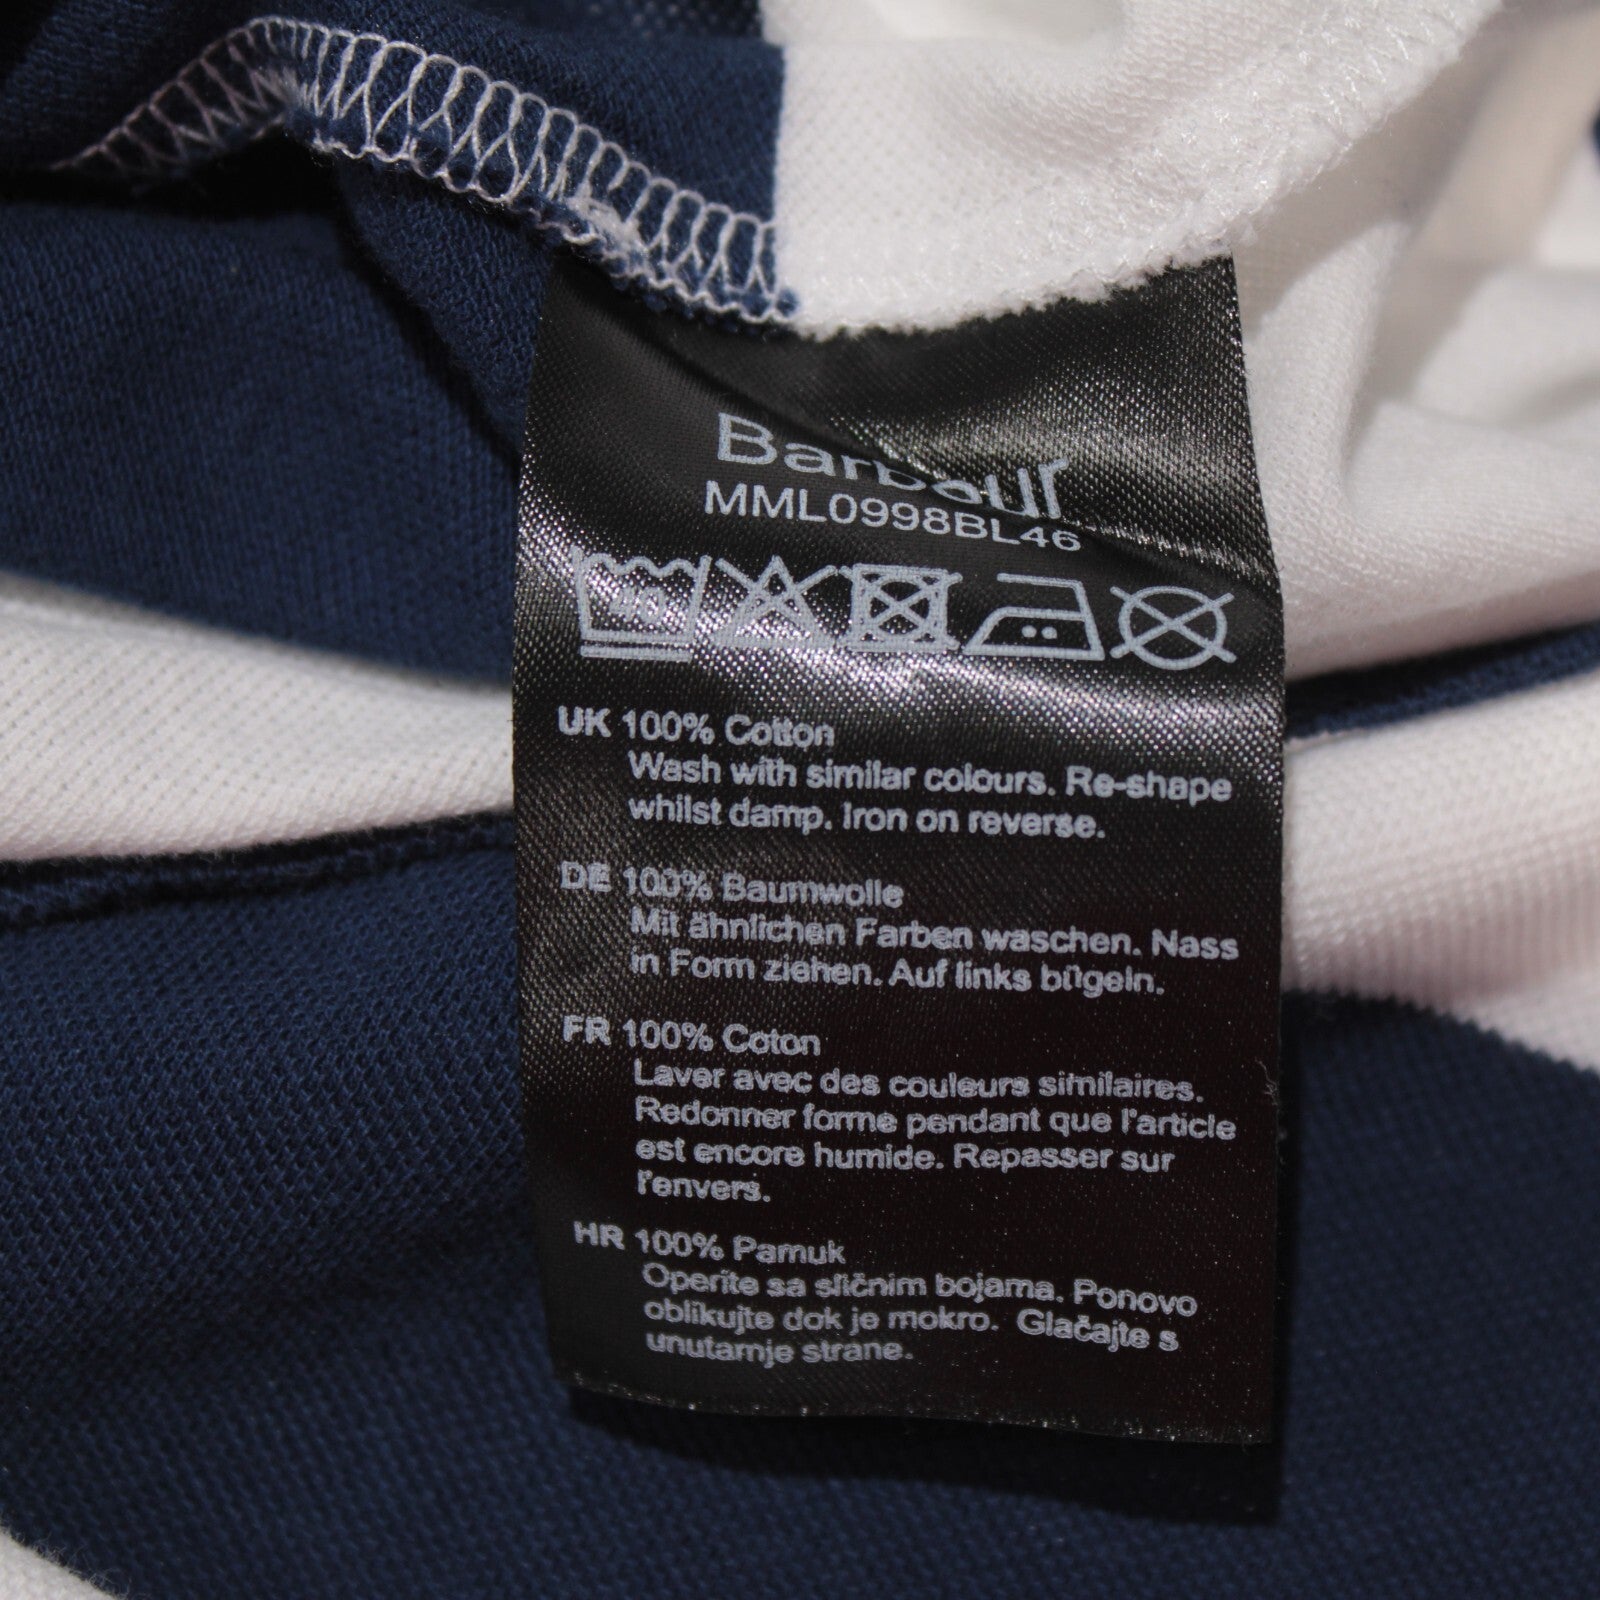 Barbour
MML0998BL46
40
UK 100% Cotton
Wash with similar colours. Re-shape
whilst damp. Iron on reverse.
DE 100% Baumwolle
Mit ähnlichen Farben waschen. Nass
in Form ziehen. Auf links bügeln.
FR 100% Coton
Laver avec des couleurs similaires.
Redonner forme pendant que l'article
est encore humide. Repasser sur
l'envers.
HR 100% Pamuk
Operite sa sličnim bojama. Ponovo
oblikujte dok je mokro. Glačajte s
unutarnje strane.